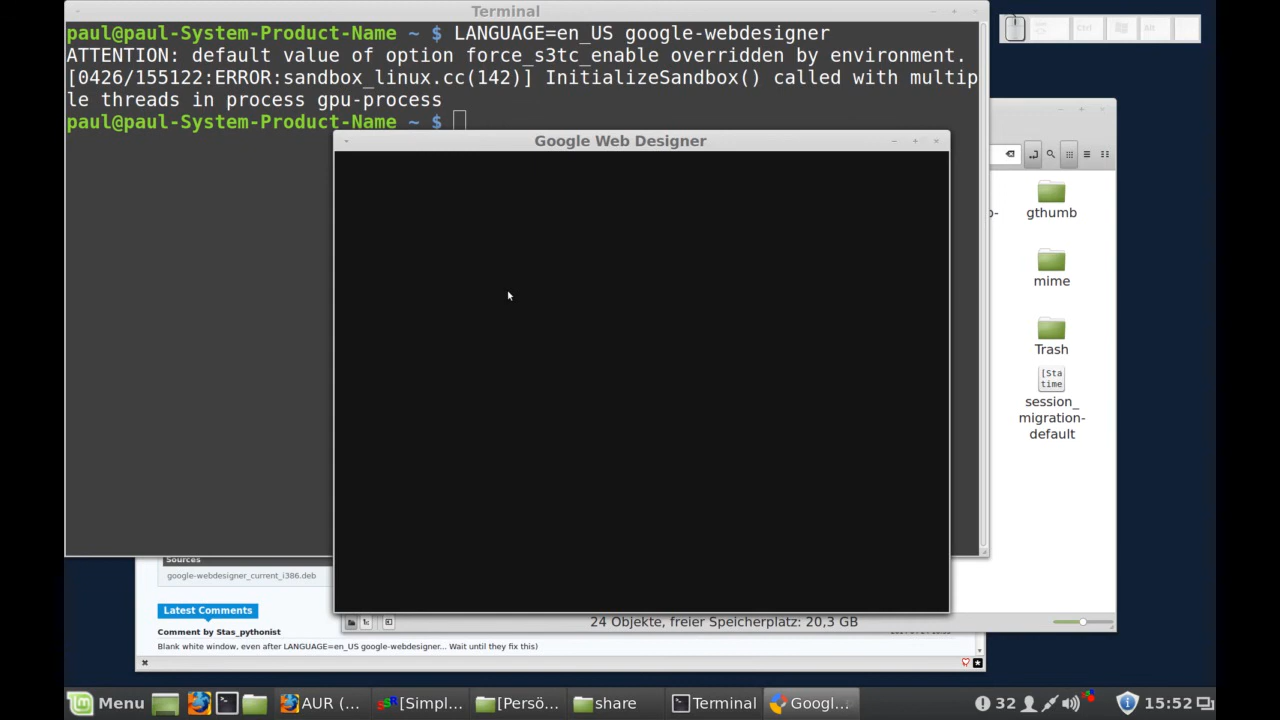 Terminal
paul@paul-System-Product-Name ~ $ LANGUAGE=en_US google-webdesigner
ATTENTION: default value of option force_s3tc_enable overridden by environment.
[0426/155122:ERROR:sandbox_linux.cc(142)] InitializeSandbox() called with multip
le threads in process gpu-process
paul@paul-System-Product-Name ~ $
Ctrl
Alt
Google Web Designer
gthumb
mime
Trash
[Sta
time
session_
migration-
default
Sources
google-webdesigner_current_i386.deb
Latest Comments
Comment by Stas_pythonist
Blank white window, even after LANGUAGE=en_US google-webdesigner... Wait until they fix this)
24 Objekte, freier Speicherplatz: 20,3 GB
Menu
AUR (...
[Simpl...
[Persö...
share
Terminal
Googl...
32
15:52